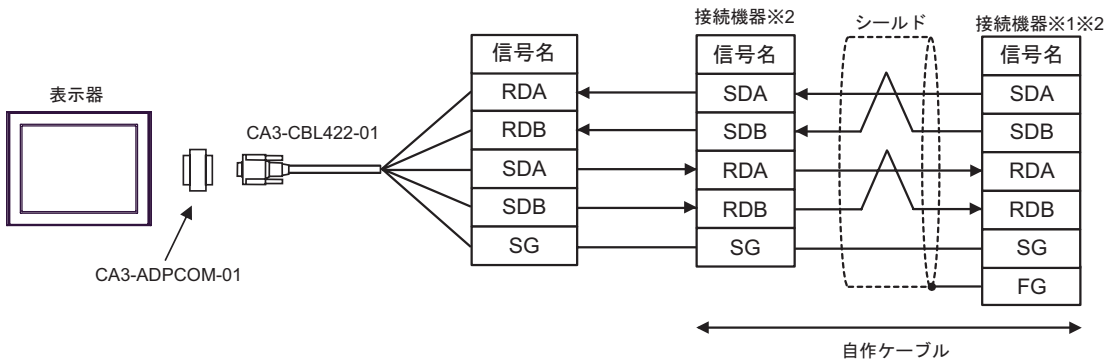 表示器
CA3-ADPCOM-01
CA3-CBL422-01
信号名
RDA
RDB
SDA
SDB
SG
接続機器※2
信号名
SDA
SDB
RDA
RDB
SG
シールド
接続機器※1※2
信号名
SDA
SDB
RDA
RDB
SG
FG
自作ケーブル